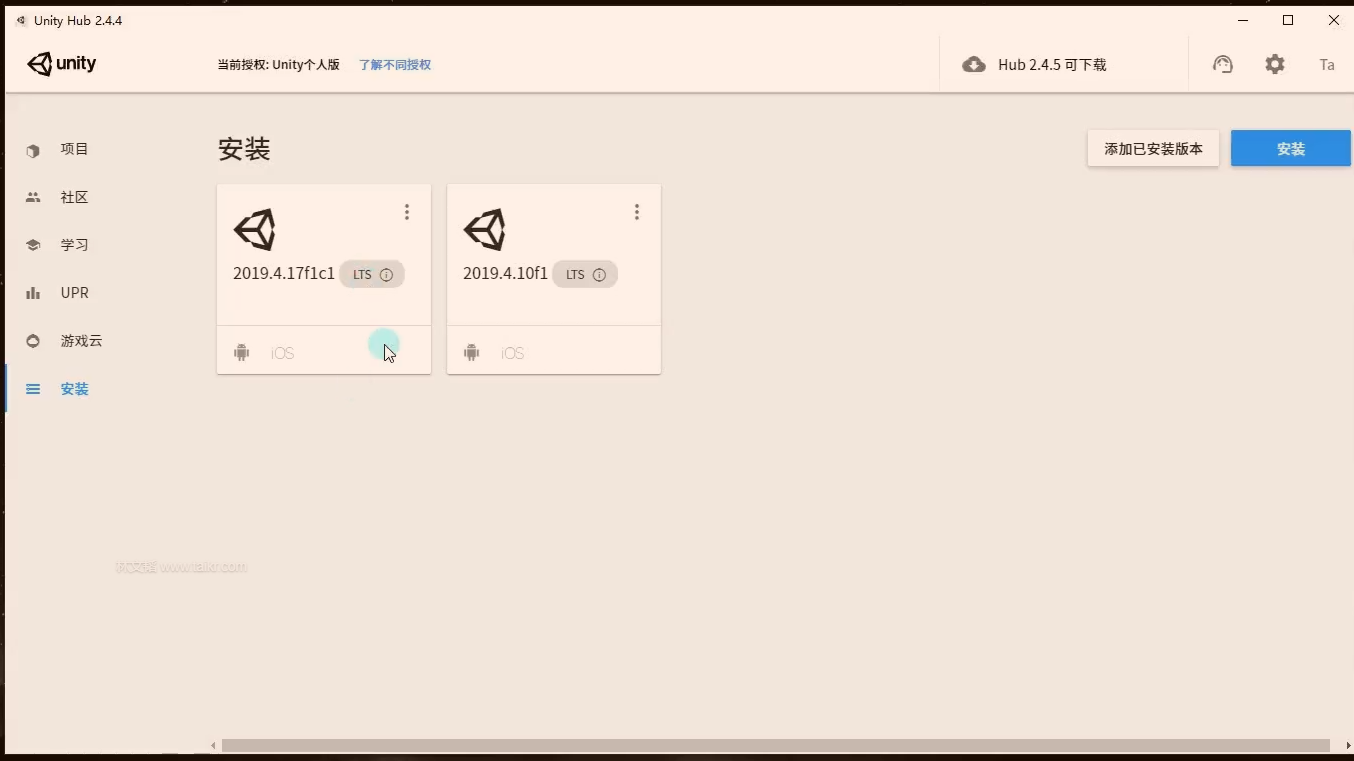 Unity Hub 2.4.4
unity
当前授权: Unity个人版 了解不同授权
Hub 2.4.5 可下载
Ta
项目
社区
学习
UPR
游戏云
安装
安装
添加已安装版本
安装
2019.4.17f1c1 LTS
iOS
2019.4.10f1 LTS
iOS
www.taikr.com